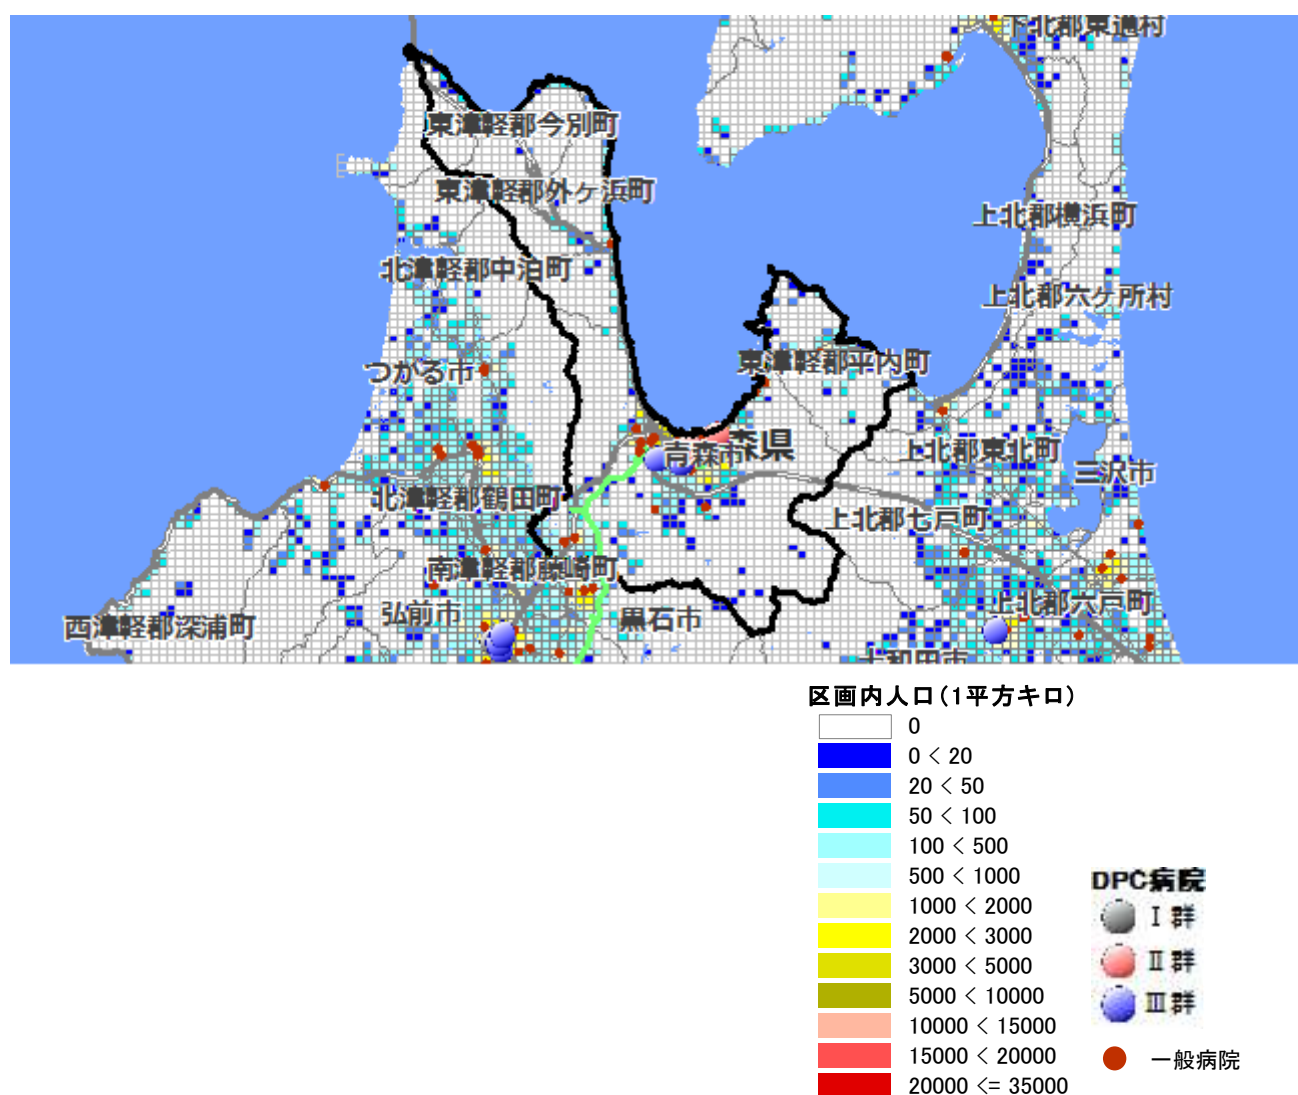 下北郡東通村
東津軽郡今別町
東津軽郡外ヶ浜町
上北郡横浜町
北津軽郡中泊町
上北郡六ヶ所村
東津軽郡平内町
つがる市
森県
青森市
上北郡東北町
三沢市
北津軽郡鶴田町
上北郡七戸町
南津軽郡藤崎町
上北郡六戸町
弘前市
黒石市
西津軽郡深浦町
十和田市
区画内人口(1平方キロ)
0
0 < 20
20 < 50
50 < 100
100 < 500
500 < 1000
1000 < 2000
2000 < 3000
3000 < 5000
5000 < 10000
10000 < 15000
15000 < 20000
20000 <= 35000
DPC病院
Ⅰ群
Ⅱ群
Ⅲ群
一般病院